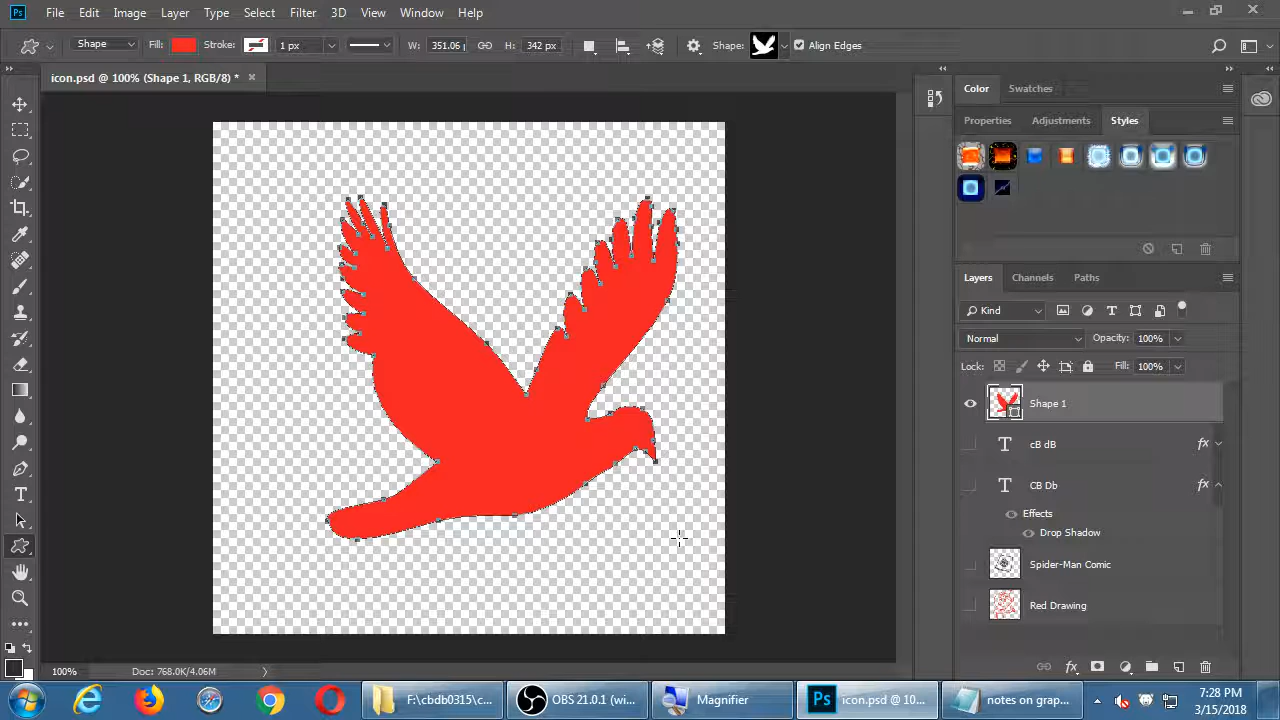 Ps File Edit Image Layer Type Select Filter 3D View Window Help
Shape Fill: Stroke: 1 px W: 351.06 p H: 342 px Shape: Align Edges
icon.psd @ 100% (Shape 1, RGB/8) *
Color Swatches
Properties Adjustments Styles
Layers Channels Paths
Kind
Normal Opacity: 100%
Lock: Fill: 100%
Shape 1
T cB dB fx
T CB Db fx
Effects
Drop Shadow
Spider-Man Comic
Red Drawing
100% Doc: 768.0K/4.06M
F:\cbdb0315\c... OBS 21.0.1 (wi... Magnifier Ps icon.psd @ 10... notes on grap...
7:28 PM
3/15/2018